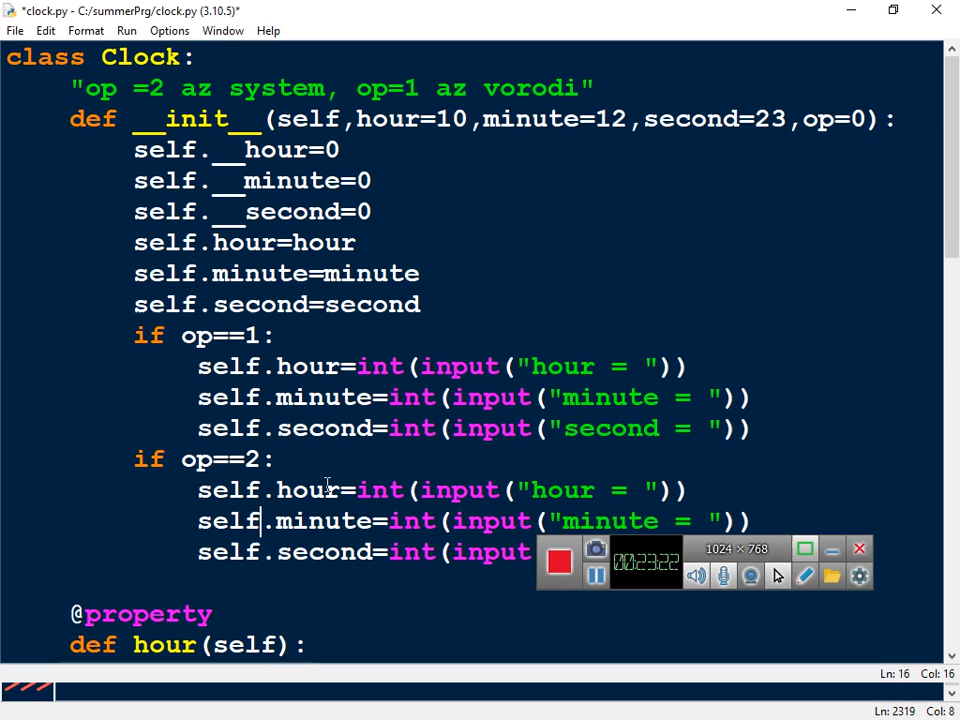 *clock.py - C:/summerPrg/clock.py (3.10.5)*
File Edit Format Run Options Window Help
class Clock:
"op =2 az system, op=1 az vorodi"
def __init__(self,hour=10,minute=12,second=23,op=0):
self.__hour=0
self.__minute=0
self.__second=0
self.hour=hour
self.minute=minute
self.second=second
if op==1:
self.hour=int(input("hour = "))
self.minute=int(input("minute = "))
self.second=int(input("second = "))
if op==2:
self.hour=int(input("hour = "))
self.minute=int(input("minute = "))
self.second=int(input
00:23:22
1024 × 768
@property
def hour(self):
Ln: 16 Col: 16
Ln: 2319 Col: 8